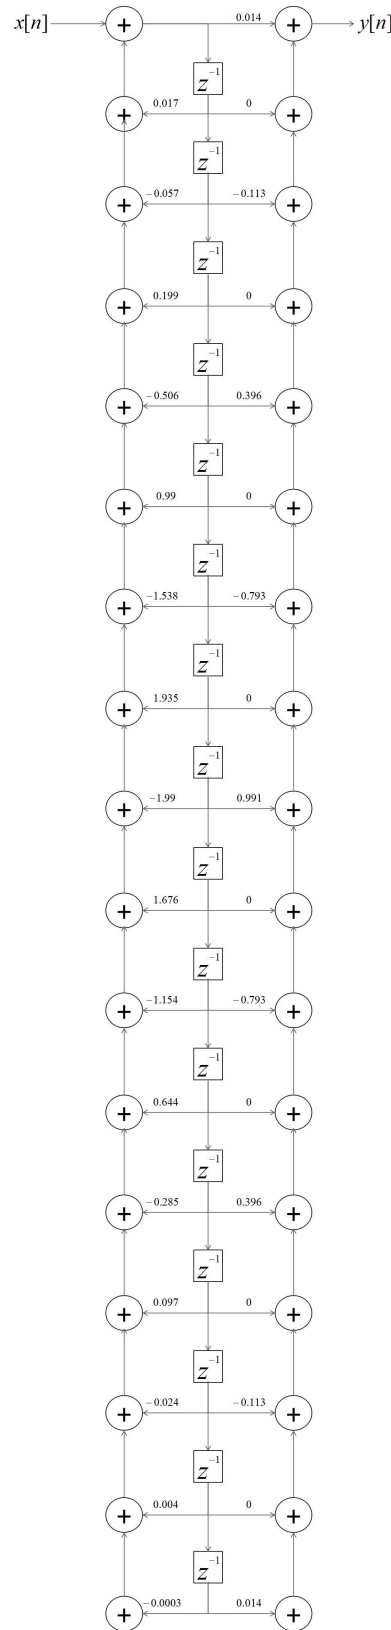 x[n] + 0.014 + y[n]
z⁻¹
+ 0.017 0 +
z⁻¹
+ −0.057 −0.113 +
z⁻¹
+ 0.199 0 +
z⁻¹
+ −0.506 0.396 +
z⁻¹
+ 0.99 0 +
z⁻¹
+ −1.538 −0.793 +
z⁻¹
+ 1.935 0 +
z⁻¹
+ −1.99 0.991 +
z⁻¹
+ 1.676 0 +
z⁻¹
+ −1.154 −0.793 +
z⁻¹
+ 0.644 0 +
z⁻¹
+ −0.285 0.396 +
z⁻¹
+ 0.097 0 +
z⁻¹
+ −0.024 −0.113 +
z⁻¹
+ 0.004 0 +
z⁻¹
+ −0.0003 0.014 +